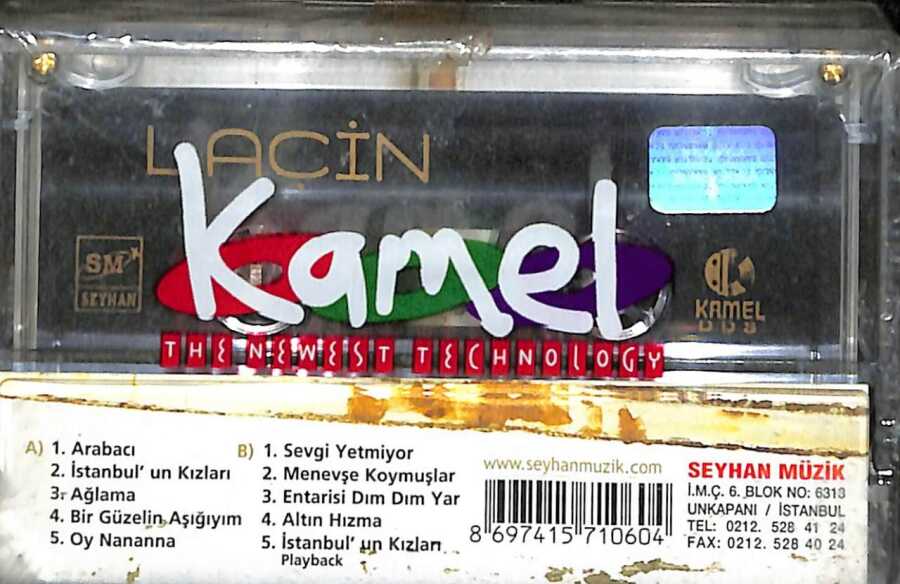 LAÇİN
Kamel
THE NEWEST TECHNOLOGY
SM
SEYHAN
KAMEL
A) 1. Arabacı
2. İstanbul' un Kızları
3. Ağlama
4. Bir Güzelin Aşığıyım
5. Oy Nananna
B) 1. Sevgi Yetmiyor
2. Menevşe Koymuşlar
3. Entarisi Dım Dım Yar
4. Altın Hızma
5. İstanbul' un Kızları
Playback
www.seyhanmuzik.com
8 697415 710604
SEYHAN MÜZİK
İ.M.Ç. 6. BLOK NO: 6313
UNKAPANI / İSTANBUL
TEL: 0212. 528 41 24
FAX: 0212. 528 40 24